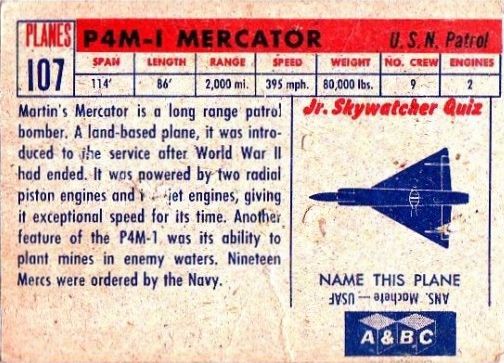 PLANES
107
P4M-1 MERCATOR
U.S.N. Patrol
SPAN LENGTH RANGE SPEED WEIGHT NO. CREW ENGINES
114' 86' 2,000 mi. 395 mph. 80,000 lbs. 9 2
Martin's Mercator is a long range patrol
bomber. A land-based plane, it was intro-
duced to the service after World War II
had ended. It was powered by two radial
piston engines and jet engines, giving
it exceptional speed for its time. Another
feature of the P4M-1 was its ability to
plant mines in enemy waters. Nineteen
Mercs were ordered by the Navy.
Jr. Skywatcher Quiz
NAME THIS PLANE
ANS. Machete -- USAF
A&BC